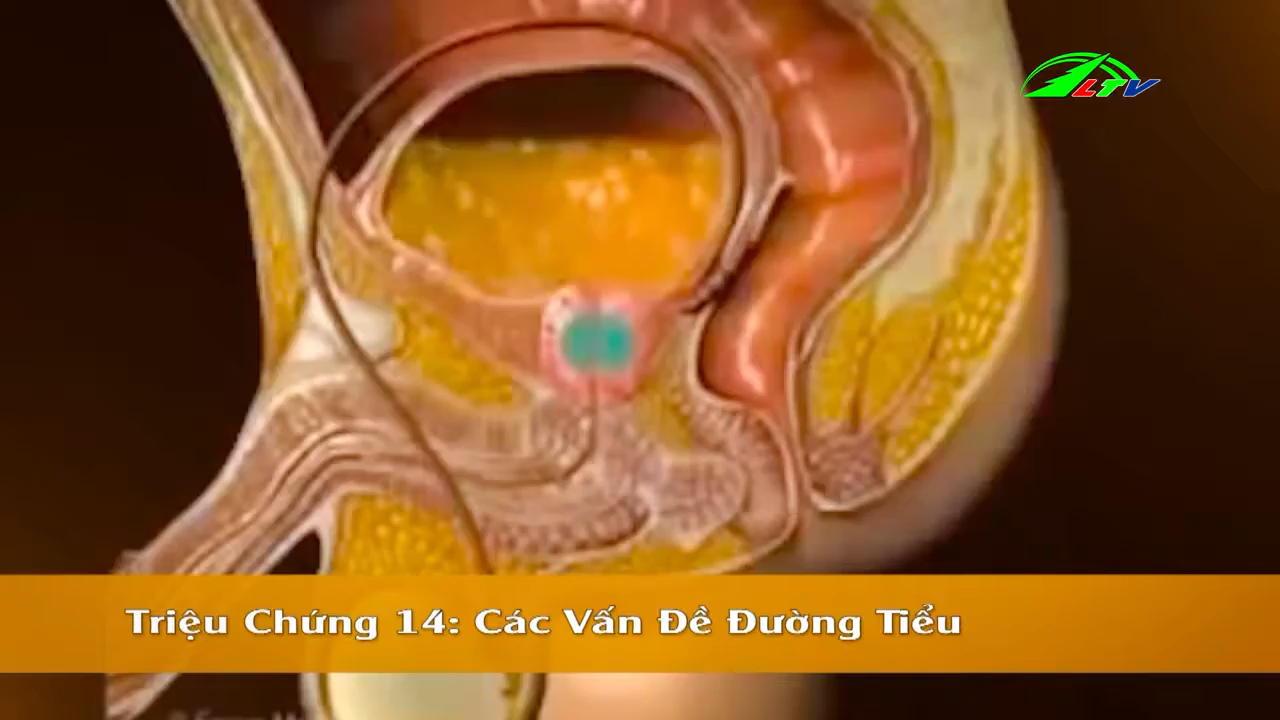 LTV
Triệu Chứng 14: Các Vấn Đề Đường Tiểu